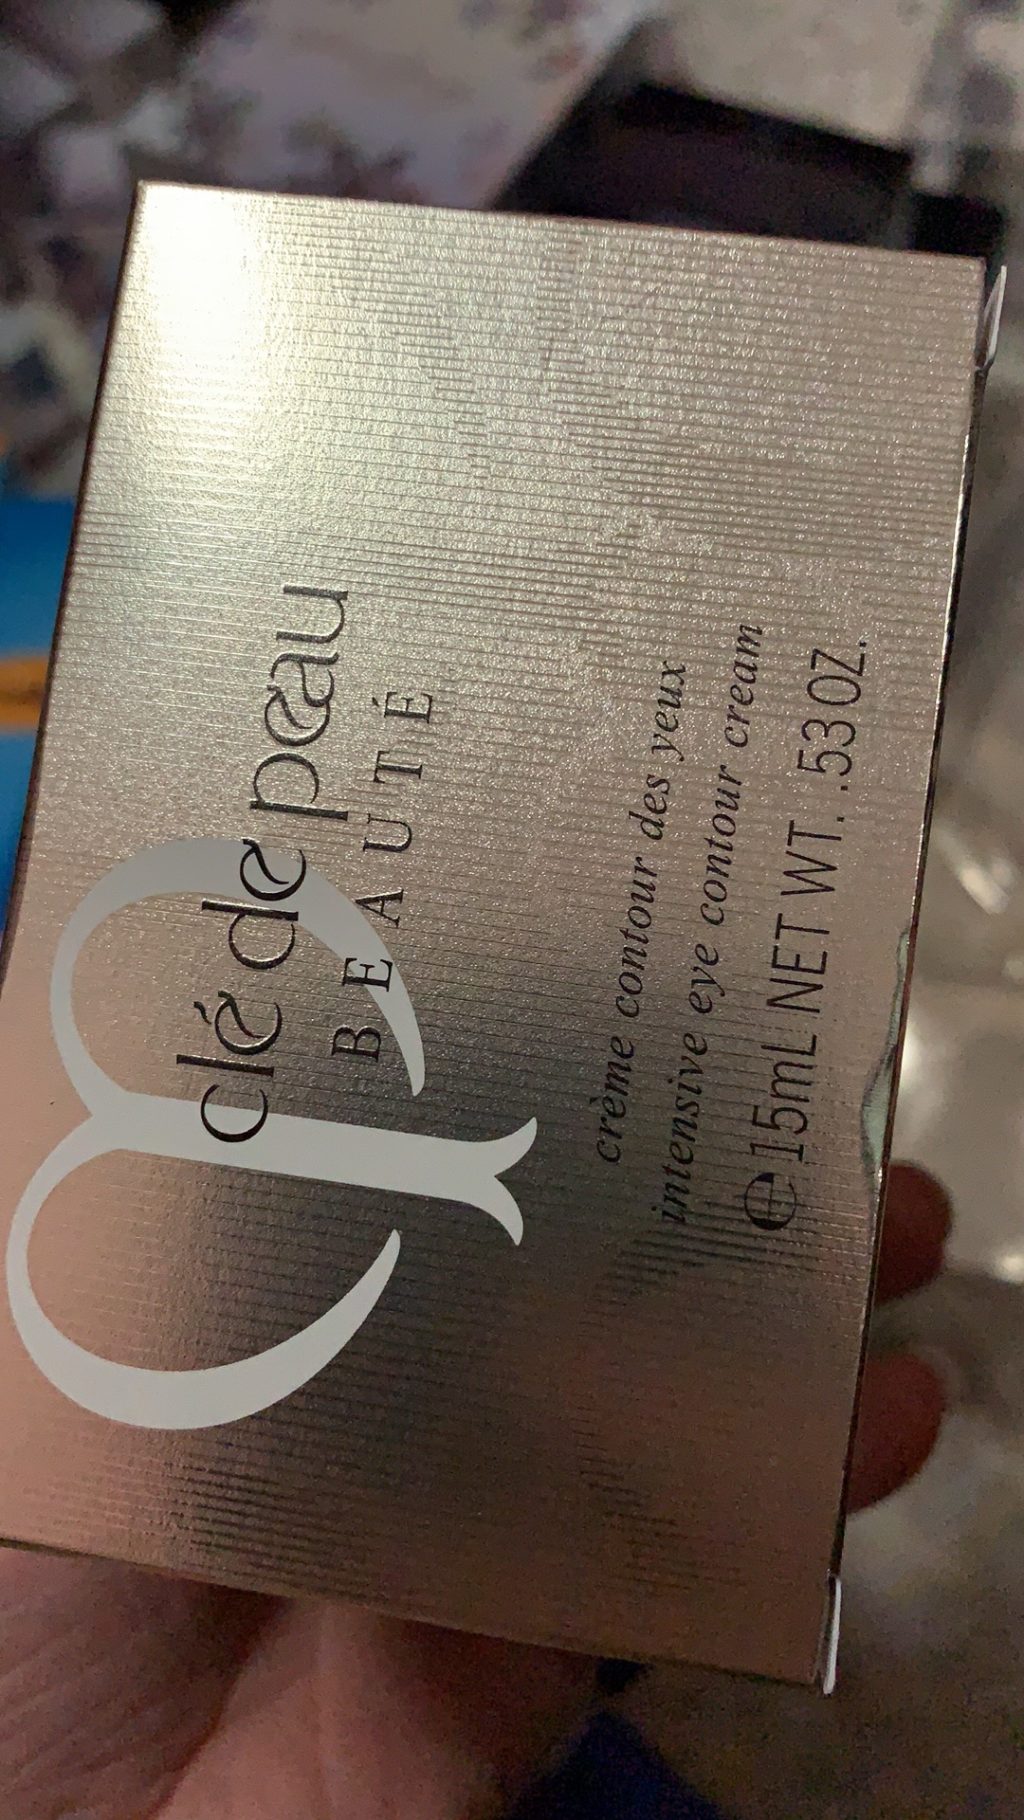 clé de peau
BEAUTÉ
crème contour des yeux
intensive eye contour cream
℮ 15mL NET WT. .53 OZ.